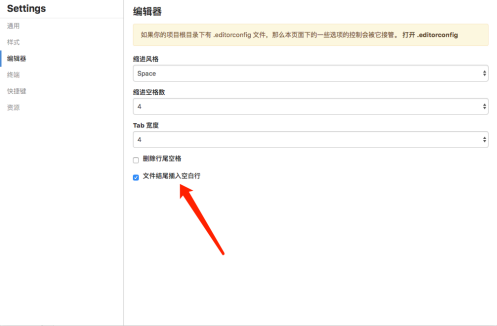 Settings
通用
样式
编辑器
终端
快捷键
资源
编辑器
如果你的项目根目录下有 .editorconfig 文件，那么本页面下的一些选项的控制会被它接管。 打开 .editorconfig
缩进风格
Space
缩进空格数
4
Tab 宽度
4
删除行尾空格
文件结尾插入空白行